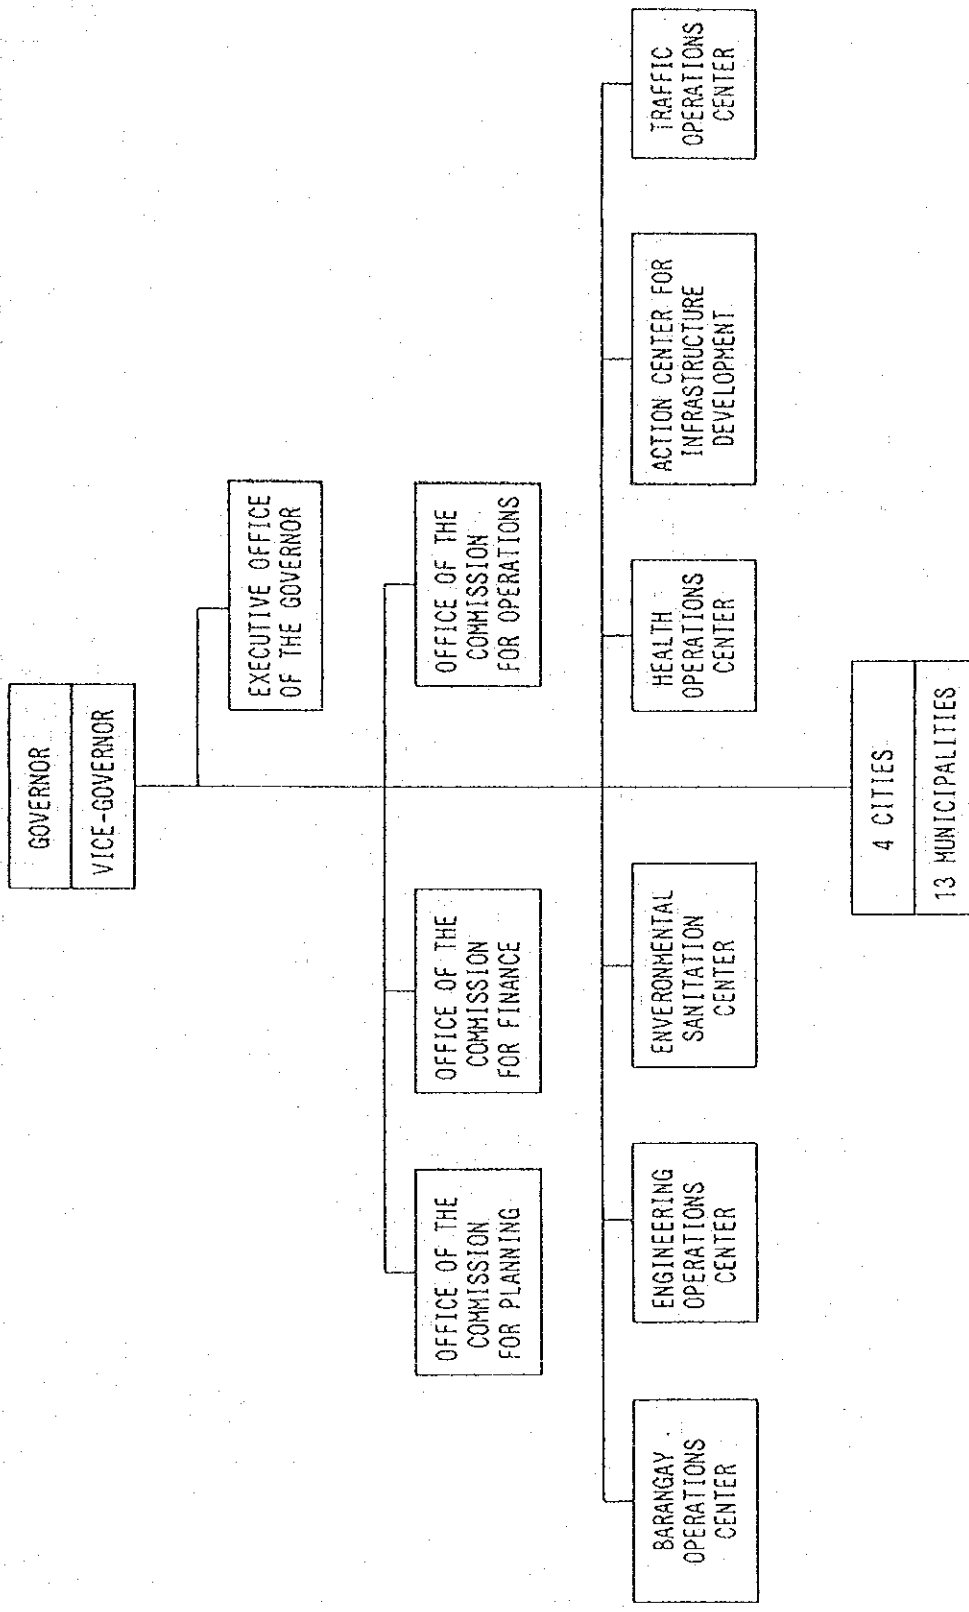 GOVERNOR
VICE-GOVERNOR
EXECUTIVE OFFICE
OF THE GOVERNOR
OFFICE OF THE
COMMISSION
FOR PLANNING
OFFICE OF THE
COMMISSION
FOR FINANCE
OFFICE OF THE
COMMISSION
FOR OPERATIONS
BARANGAY
OPERATIONS
CENTER
ENGINEERING
OPERATIONS
CENTER
ENVERONMENTAL
SANITATION
CENTER
HEALTH
OPERATIONS
CENTER
ACTION CENTER FOR
INFRASTRUCTURE
DEVELOPMENT
TRAFFIC
OPERATIONS
CENTER
4 CITIES
13 MUNICIPALITIES